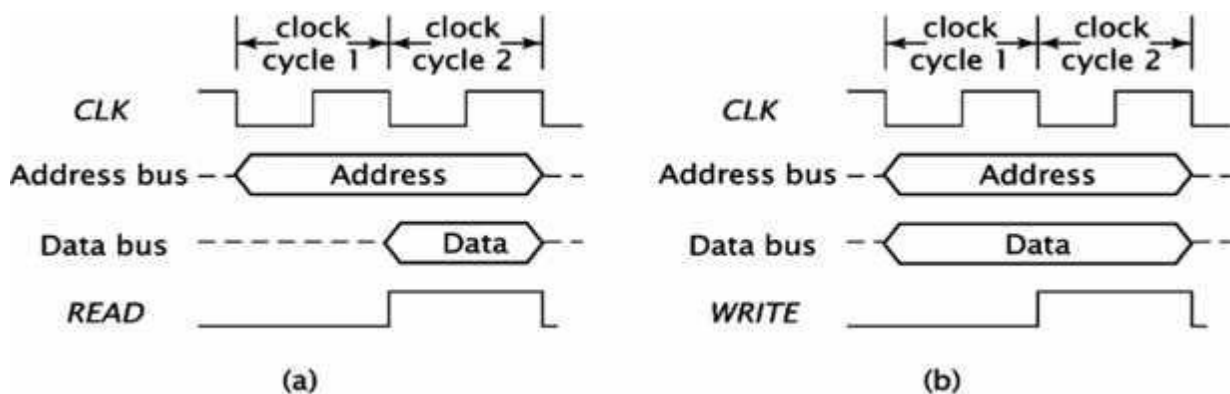 clock clock
cycle 1 cycle 2
CLK
Address bus Address
Data bus Data
READ
(a)
clock clock
cycle 1 cycle 2
CLK
Address bus Address
Data bus Data
WRITE
(b)